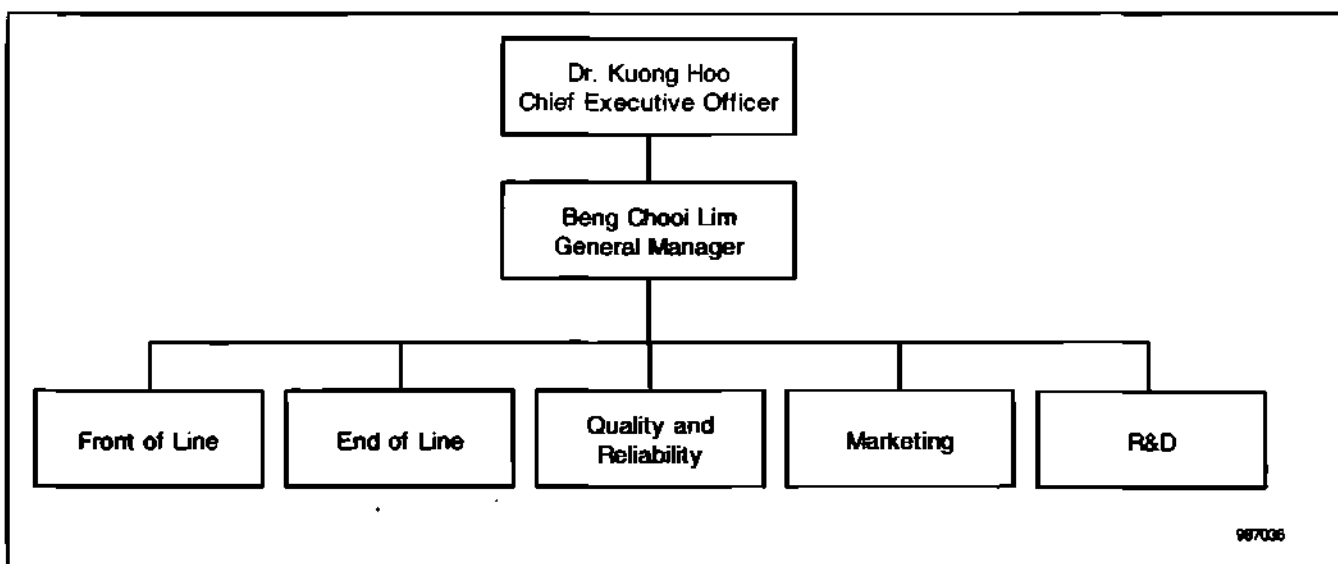 Dr. Kuong Hoo
Chief Executive Officer
Beng Chooi Lim
General Manager
Front of Line
End of Line
Quality and
Reliability
Marketing
R&D
987036